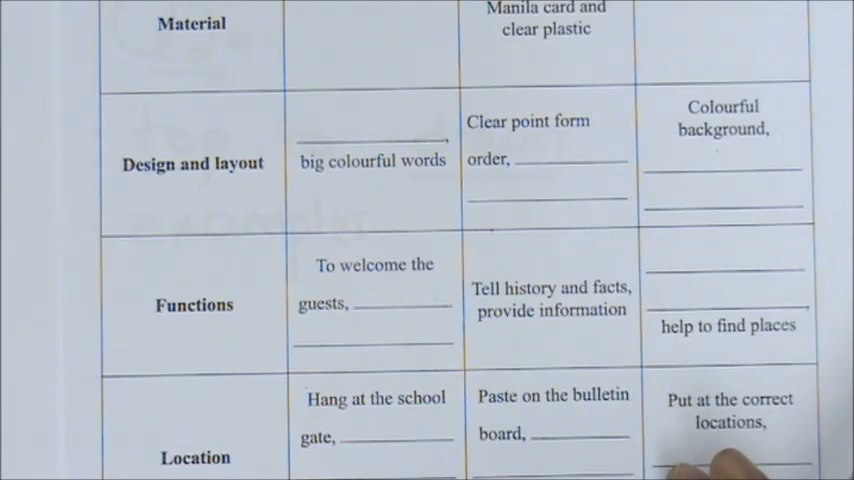 Material
Manila card and
clear plastic
Design and layout
,
big colourful words
Clear point form
order,
Colourful
background,
Functions
To welcome the
guests,
Tell history and facts,
provide information
,
help to find places
Location
Hang at the school
gate,
Paste on the bulletin
board,
Put at the correct
locations,